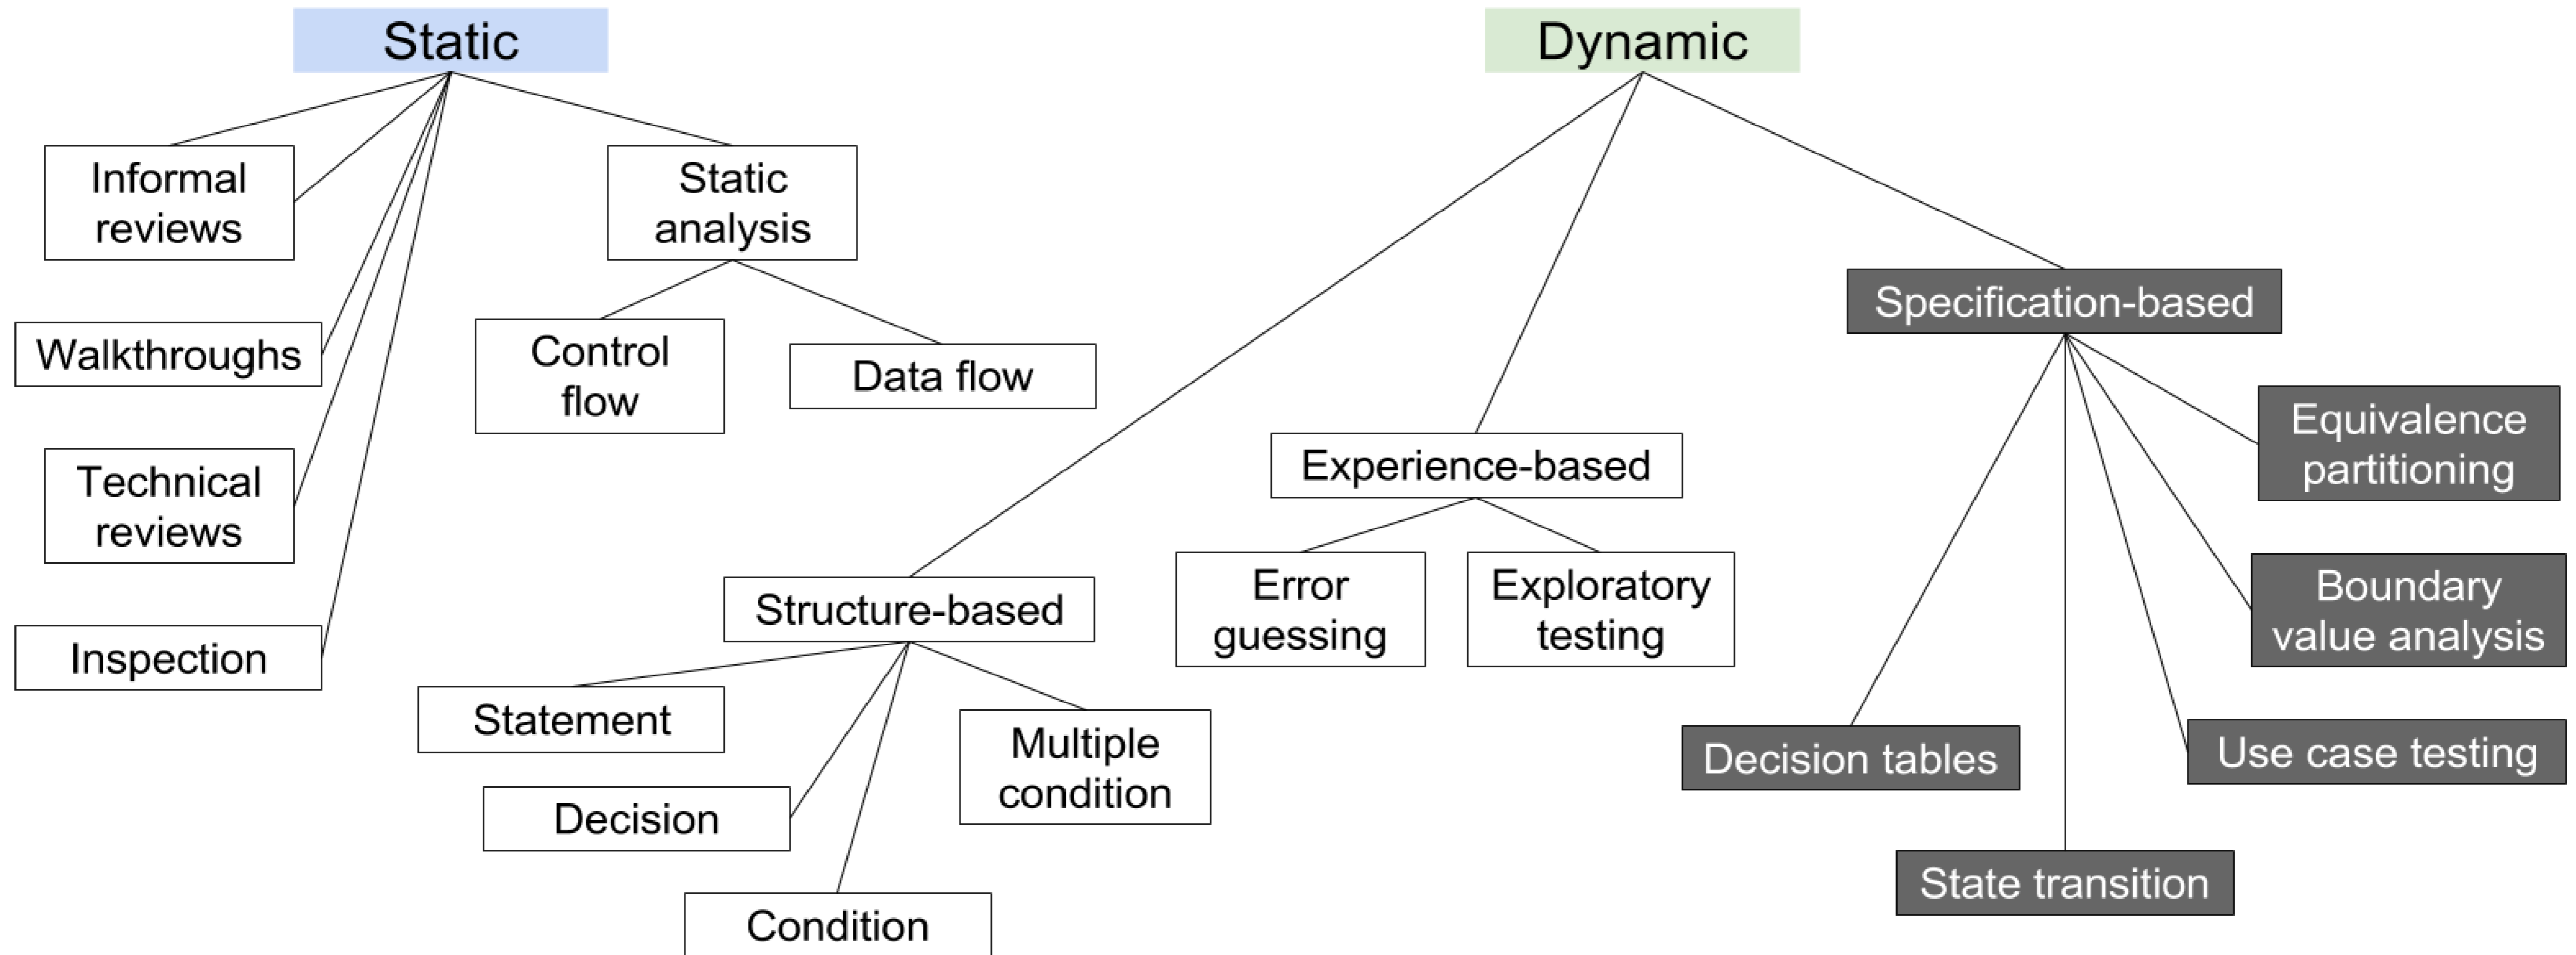 Static
Dynamic
Informal
reviews
Static
analysis
Specification-based
Walkthroughs
Control
flow
Data flow
Equivalence
partitioning
Experience-based
Technical
reviews
Error
guessing
Exploratory
testing
Boundary
value analysis
Structure-based
Inspection
Statement
Multiple
condition
Decision tables
Use case testing
Decision
State transition
Condition